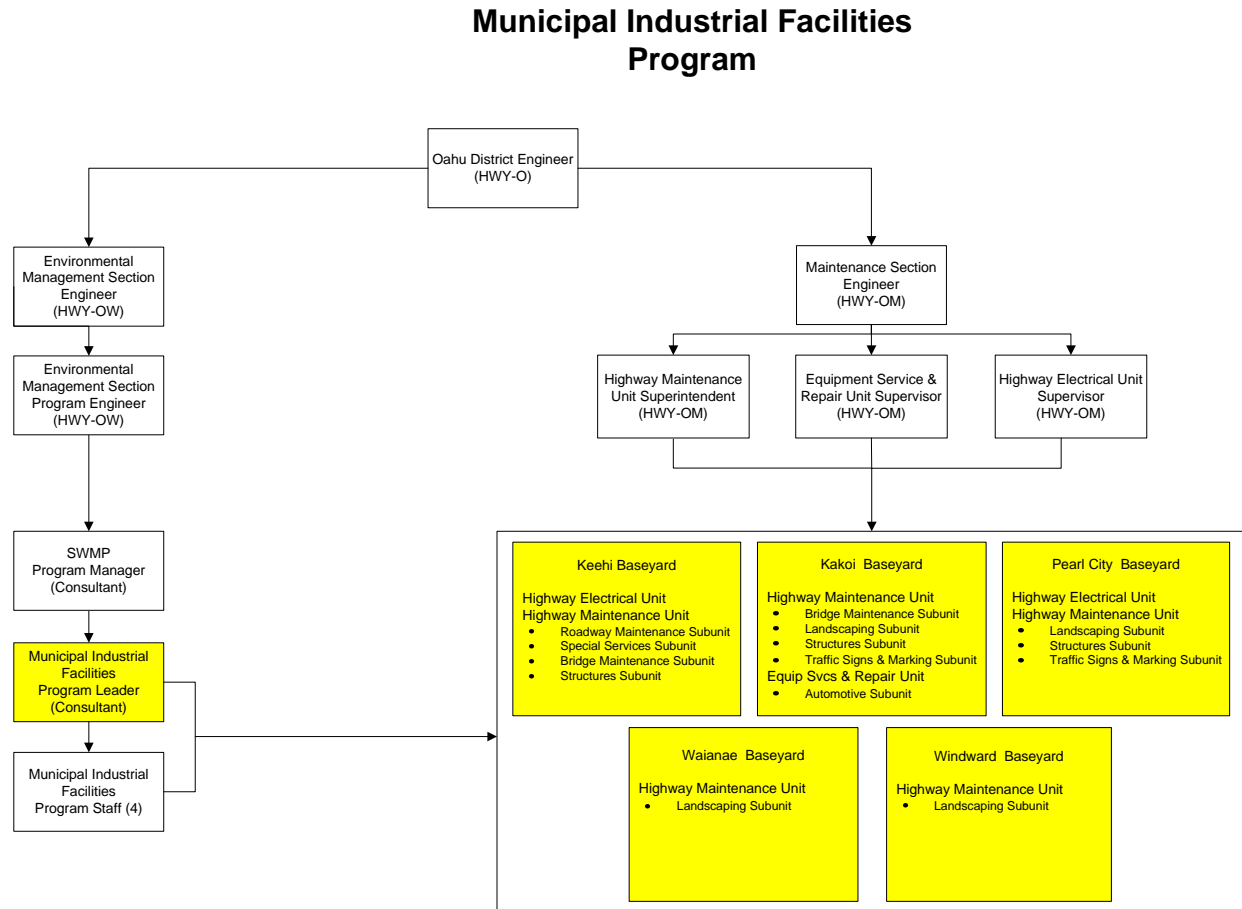 Municipal Industrial Facilities
Program
Oahu District Engineer
(HWY-O)
Environmental
Management Section
Engineer
(HWY-OW)
Maintenance Section
Engineer
(HWY-OM)
Environmental
Management Section
Program Engineer
(HWY-OW)
Highway Maintenance
Unit Superintendent
(HWY-OM)
Equipment Service &
Repair Unit Supervisor
(HWY-OM)
Highway Electrical Unit
Supervisor
(HWY-OM)
SWMP
Program Manager
(Consultant)
Municipal Industrial
Facilities
Program Leader
(Consultant)
Municipal Industrial
Facilities
Program Staff (4)
Keehi Baseyard
Highway Electrical Unit
Highway Maintenance Unit
• Roadway Maintenance Subunit
• Special Services Subunit
• Bridge Maintenance Subunit
• Structures Subunit
Kakoi Baseyard
Highway Maintenance Unit
• Bridge Maintenance Subunit
• Landscaping Subunit
• Structures Subunit
• Traffic Signs & Marking Subunit
Equip Svcs & Repair Unit
• Automotive Subunit
Pearl City Baseyard
Highway Electrical Unit
Highway Maintenance Unit
• Landscaping Subunit
• Structures Subunit
• Traffic Signs & Marking Subunit
Waianae Baseyard
Highway Maintenance Unit
• Landscaping Subunit
Windward Baseyard
Highway Maintenance Unit
• Landscaping Subunit